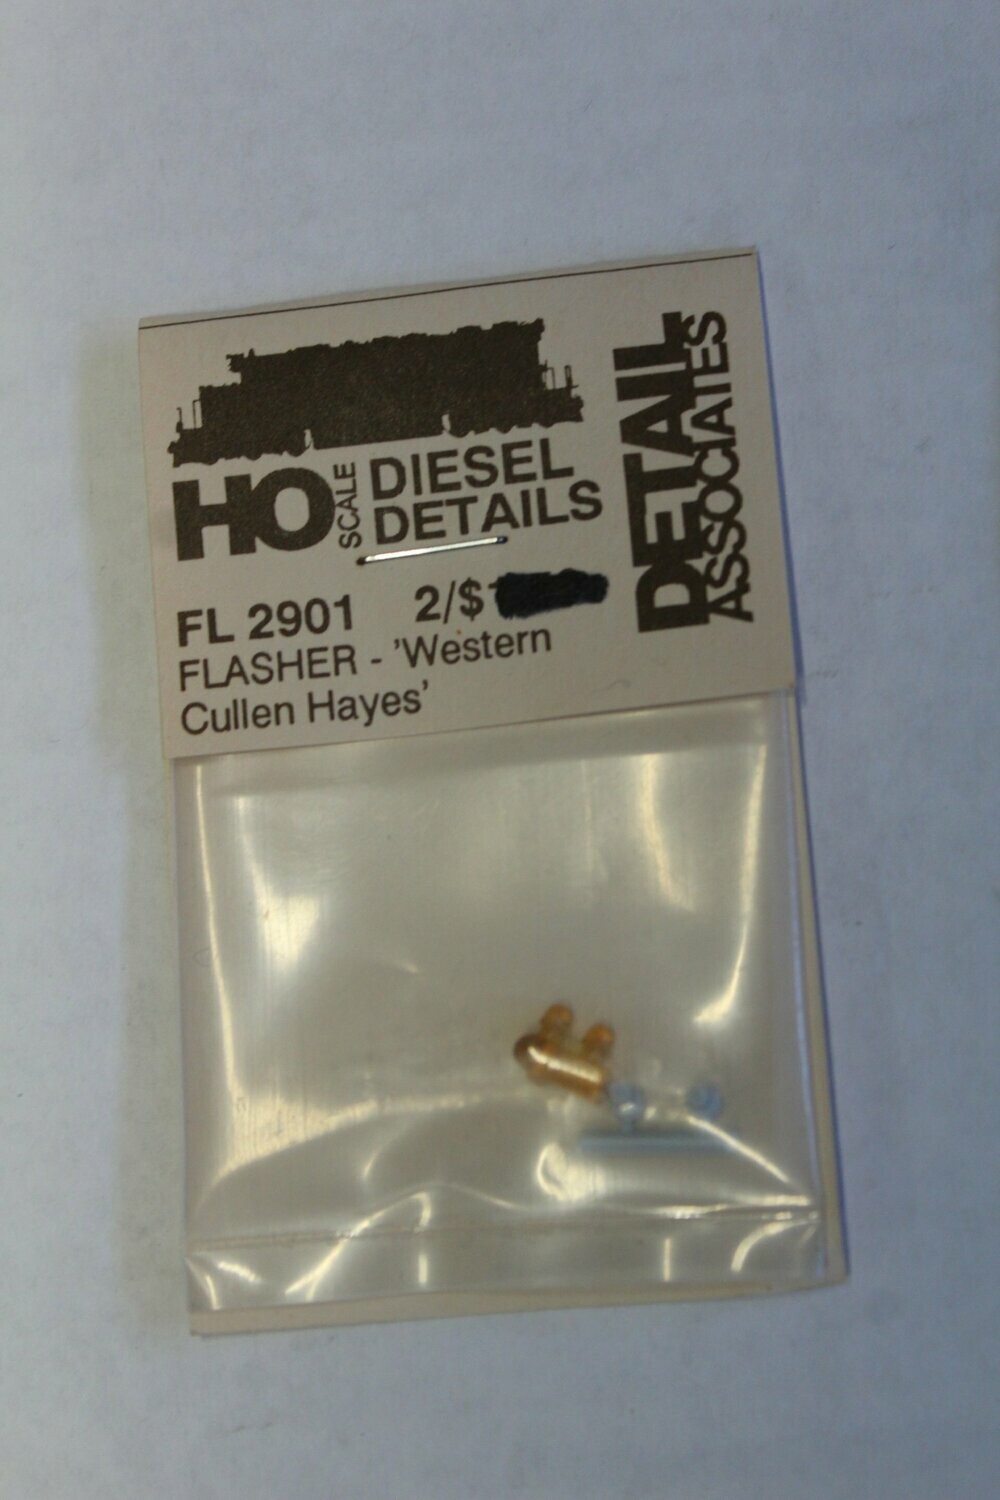 HO SCALE DIESEL
DETAILS
DETAIL
ASSOCIATES
FL 2901 2/$
FLASHER - 'Western
Cullen Hayes'